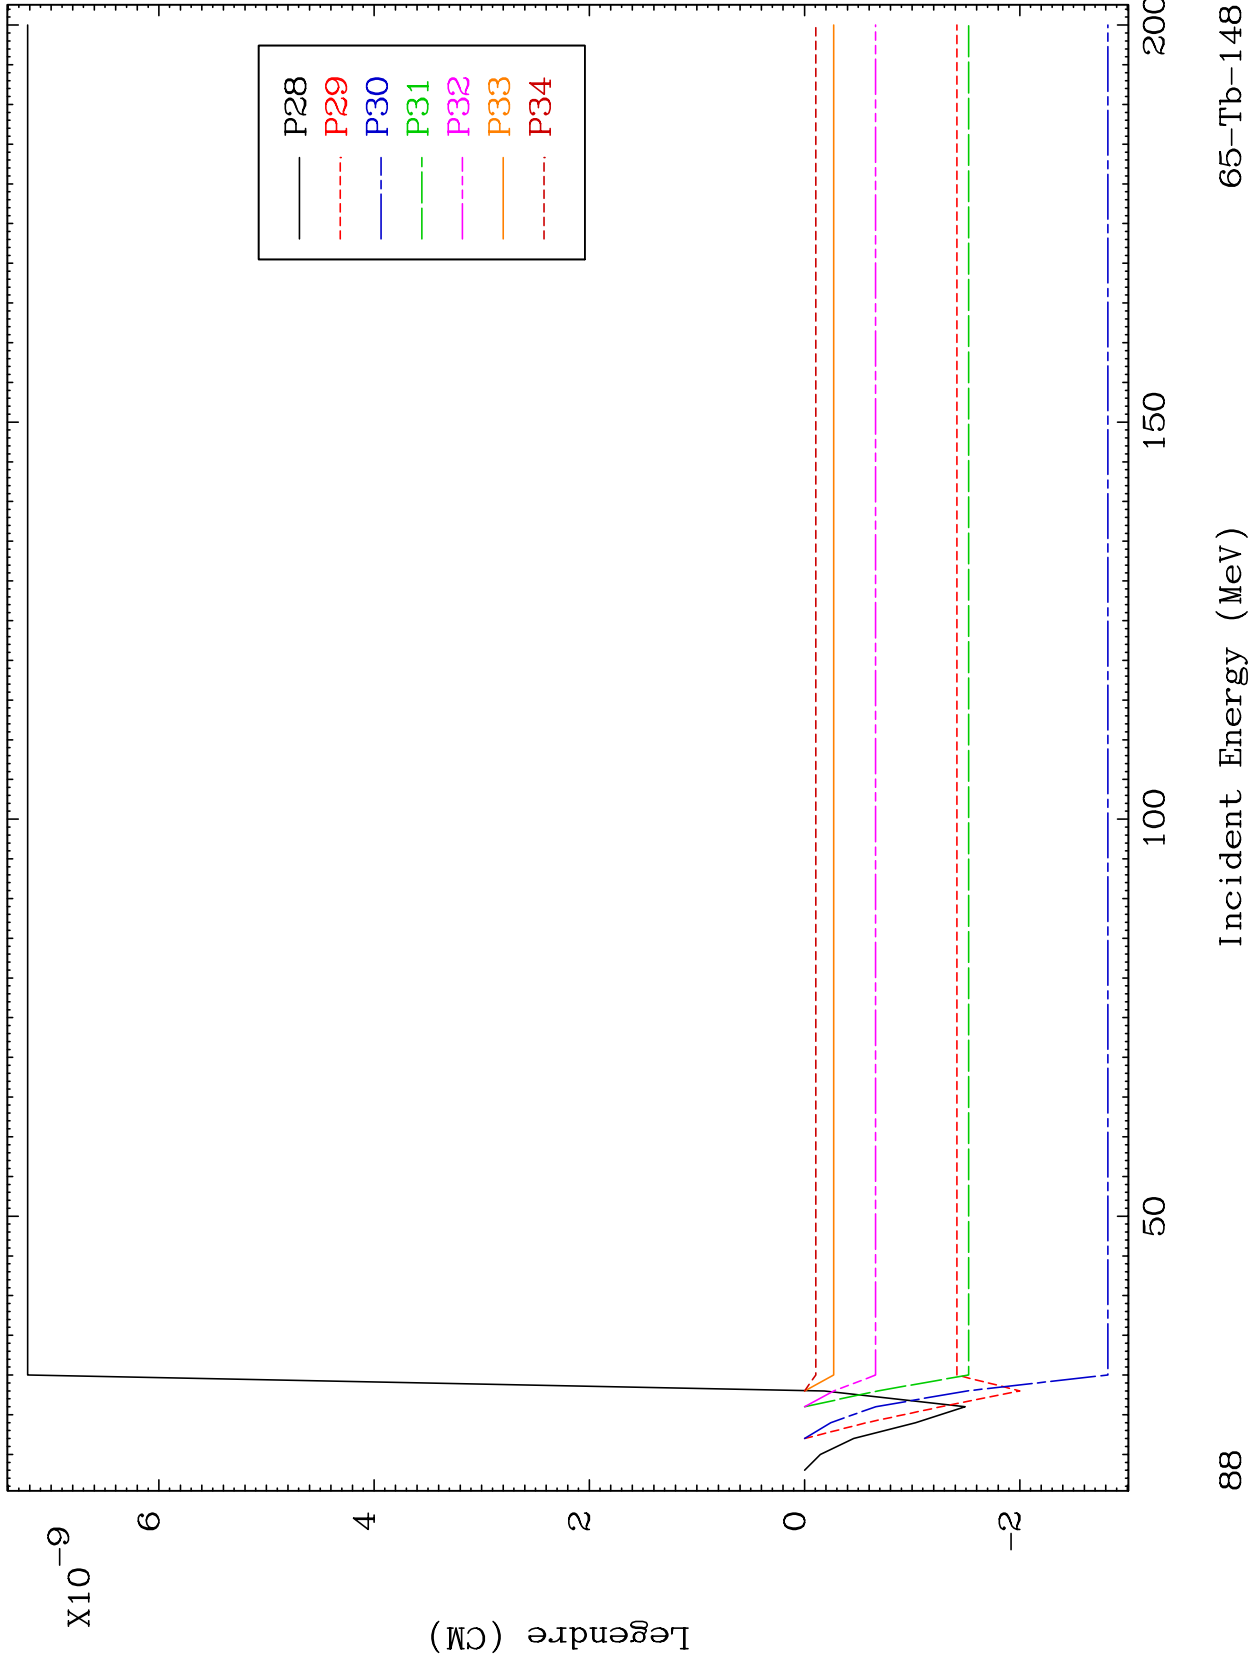 X10-9
6
4
2
0
-2
Legendre (CM)
P28
P29
P30
P31
P32
P33
P34
50
100
150
200
Incident Energy (MeV)
88
65-Tb-148